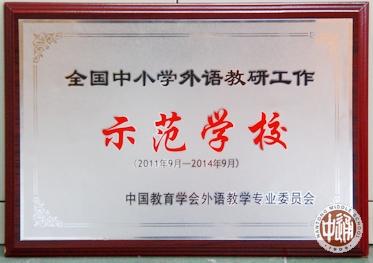 全国中小学外语教研工作
示范学校
(2011年9月—2014年9月)
中国教育学会外语教学专业委员会